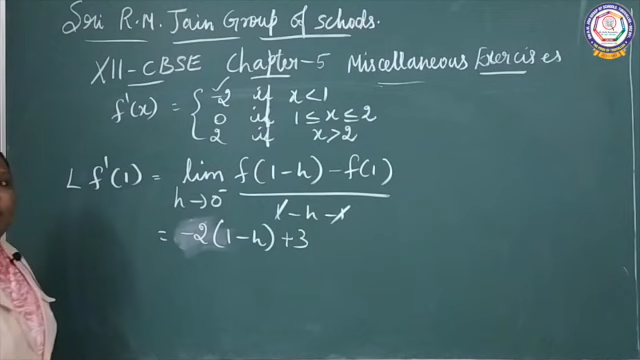 Sri R.M. Jain Group of schools.
XII-CBSE Chapter-5 Miscellaneous Exercises
f'(x) = { -2 if x < 1
0 if 1 ≤ x ≤ 2
2 if x > 2
L f'(1) = lim h→0⁻ f(1-h) - f(1) / 1 - h - 1
= -2(1-h) + 3